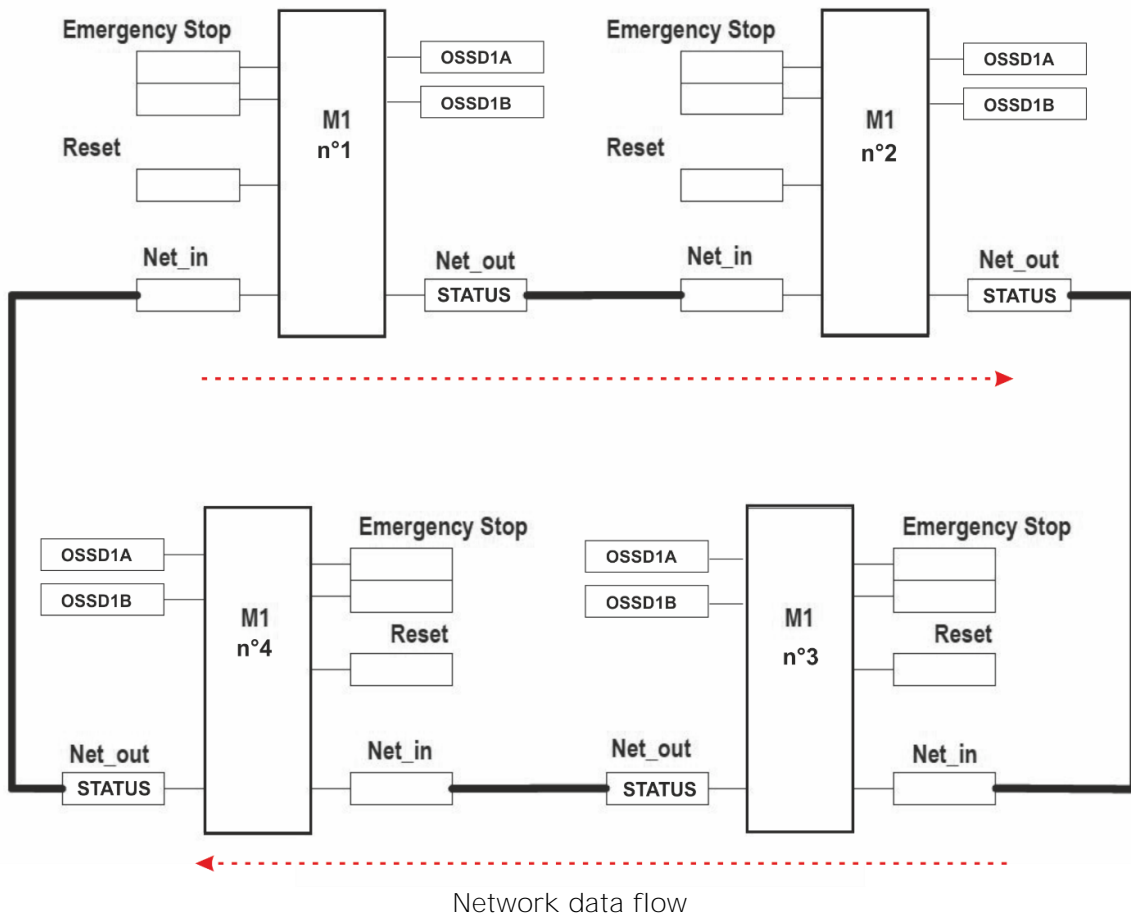 Emergency Stop
OSSD1A
OSSD1B
M1
n°1
Reset
Net_in
Net_out
STATUS
Emergency Stop
OSSD1A
OSSD1B
M1
n°2
Reset
Net_in
Net_out
STATUS
OSSD1A
OSSD1B
M1
n°4
Emergency Stop
Reset
Net_out
STATUS
Net_in
OSSD1A
OSSD1B
M1
n°3
Emergency Stop
Reset
Net_out
STATUS
Net_in
Network data flow